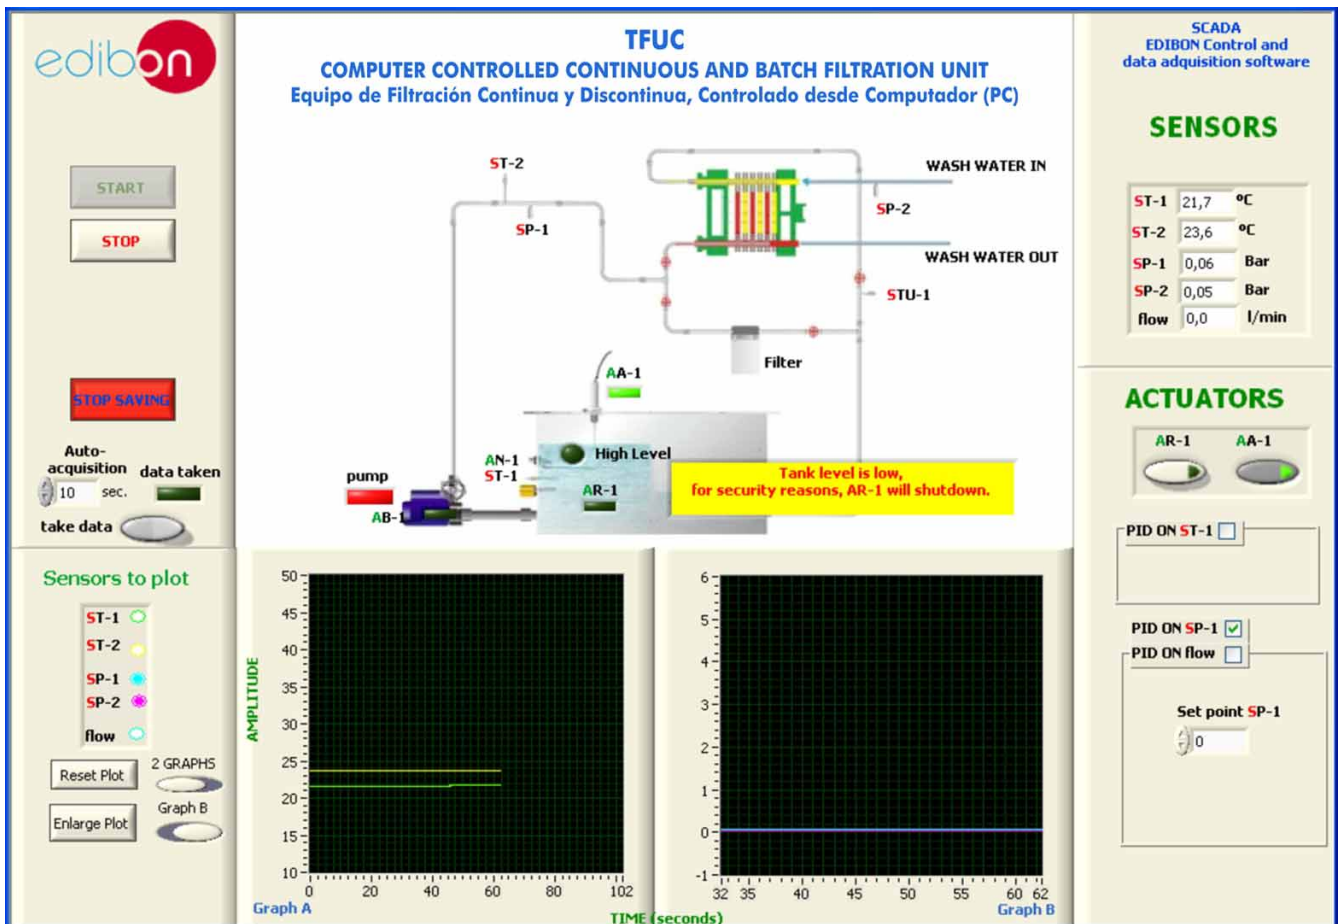 edibon
TFUC
COMPUTER CONTROLLED CONTINUOUS AND BATCH FILTRATION UNIT
Equipo de Filtración Continua y Discontinua, Controlado desde Computador (PC)
SCADA
EDIBON Control and
data adquisition software
START
STOP
STOP SAVING
Auto-
acquisition
10 sec.
data taken
take data
ST-2
SP-1
WASH WATER IN
SP-2
WASH WATER OUT
STU-1
Filter
AA-1
High Level
AN-1
ST-1
AR-1
pump
AB-1
Tank level is low,
for security reasons, AR-1 will shutdown.
SENSORS
ST-1 21,7 ºC
ST-2 23,6 ºC
SP-1 0,06 Bar
SP-2 0,05 Bar
flow 0,0 l/min
ACTUATORS
AR-1 AA-1
PID ON ST-1
PID ON SP-1
PID ON flow
Set point SP-1
0
Sensors to plot
ST-1
ST-2
SP-1
SP-2
flow
Reset Plot
2 GRAPHS
Enlarge Plot
Graph B
AMPLITUDE
50
45
40
35
30
25
20
15
10
0 20 40 60 80 102
Graph A
6
5
4
3
2
1
0
-1
32 35 40 45 50 55 60 62
Graph B
TIME (seconds)